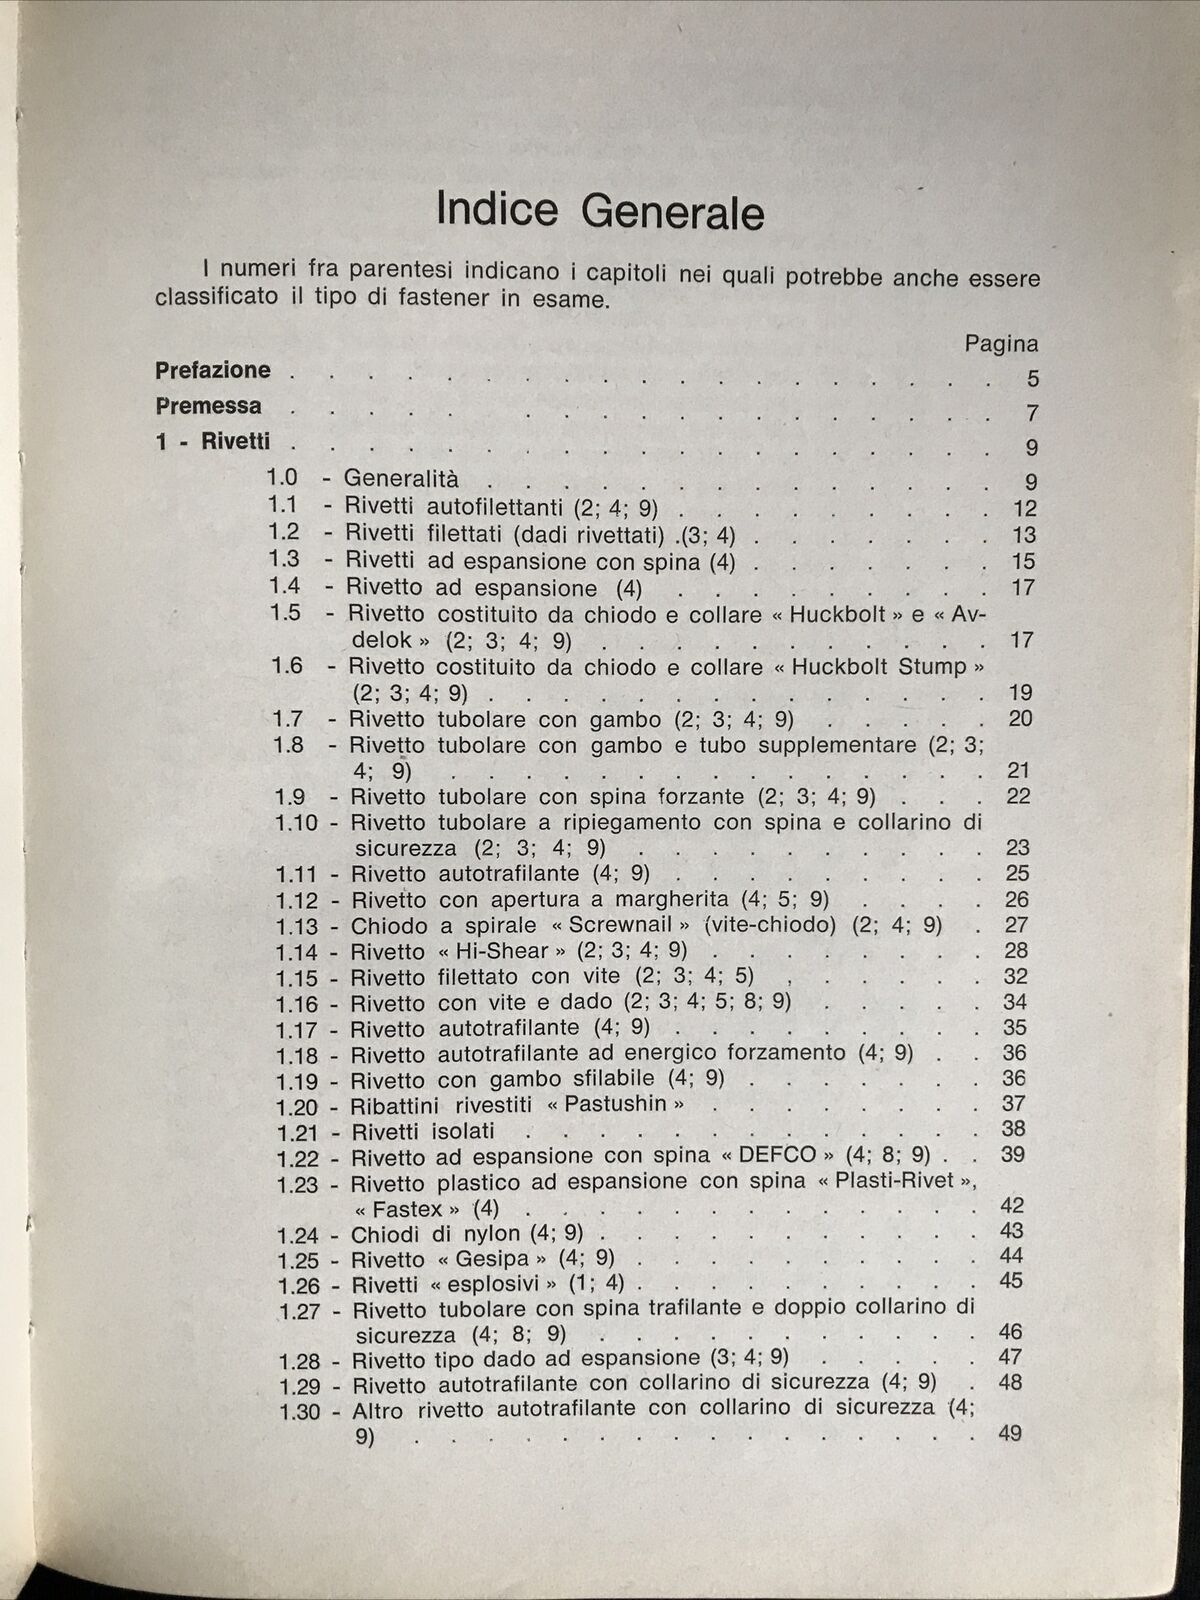 Indice Generale
I numeri fra parentesi indicano i capitoli nei quali potrebbe anche essere
classificato il tipo di fastener in esame.
Pagina
Prefazione . . . . . . . . . . . . . . . . . . . 5
Premessa . . . . . . . . . . . . . . . . . . 7
1 - Rivetti . . . . . . . . . . . . . . . . . . . 9
1.0 - Generalità . . . . . . . . . . . . . . 9
1.1 - Rivetti autofilettanti (2; 4; 9) . . . . . . . . . 12
1.2 - Rivetti filettati (dadi rivettati) .(3; 4) . . . . . . . 13
1.3 - Rivetti ad espansione con spina (4) . . . . . . . 15
1.4 - Rivetto ad espansione (4) . . . . . . . . . 17
1.5 - Rivetto costituito da chiodo e collare « Huckbolt » e « Av-
delok » (2; 3; 4; 9) . . . . . . . . . . . 17
1.6 - Rivetto costituito da chiodo e collare « Huckbolt Stump »
(2; 3; 4; 9) . . . . . . . . . . . . . . 19
1.7 - Rivetto tubolare con gambo (2; 3; 4; 9) . . . . . 20
1.8 - Rivetto tubolare con gambo e tubo supplementare (2; 3;
4; 9) . . . . . . . . . . . . . . . 21
1.9 - Rivetto tubolare con spina forzante (2; 3; 4; 9) . . . 22
1.10 - Rivetto tubolare a ripiegamento con spina e collarino di
sicurezza (2; 3; 4; 9) . . . . . . . . . . 23
1.11 - Rivetto autotrafilante (4; 9) . . . . . . . . . 25
1.12 - Rivetto con apertura a margherita (4; 5; 9) . . . . 26
1.13 - Chiodo a spirale « Screwnail » (vite-chiodo) (2; 4; 9) . 27
1.14 - Rivetto « Hi-Shear » (2; 3; 4; 9) . . . . . . . . 28
1.15 - Rivetto filettato con vite (2; 3; 4; 5) , . . . . . 32
1.16 - Rivetto con vite e dado (2; 3; 4; 5; 8; 9) . . . . . 34
1.17 - Rivetto autotrafilante (4; 9) . . . . . . . . . 35
1.18 - Rivetto autotrafilante ad energico forzamento (4; 9) . . 36
1.19 - Rivetto con gambo sfilabile (4; 9) . . . . . . . 36
1.20 - Ribattini rivestiti « Pastushin » . . . . . . . . 37
1.21 - Rivetti isolati . . . . . . . . . . . . . 38
1.22 - Rivetto ad espansione con spina « DEFCO » (4; 8; 9) . . 39
1.23 - Rivetto plastico ad espansione con spina « Plasti-Rivet »,
« Fastex » (4) . . . . . . . . . . . . . 42
1.24 - Chiodi di nylon (4; 9) . . . . . . . . . . . 43
1.25 - Rivetto « Gesipa » (4; 9) . . . . . . . . . . 44
1.26 - Rivetti « esplosivi » (1; 4) . . . . . . . . . . 45
1.27 - Rivetto tubolare con spina trafilante e doppio collarino di
sicurezza (4; 8; 9) . . . . . . . . . . . 46
1.28 - Rivetto tipo dado ad espansione (3; 4; 9) . . . . . 47
1.29 - Rivetto autotrafilante con collarino di sicurezza (4; 9) . 48
1.30 - Altro rivetto autotrafilante con collarino di sicurezza (4;
9) . . . . . . . . . . . . . . . . 49